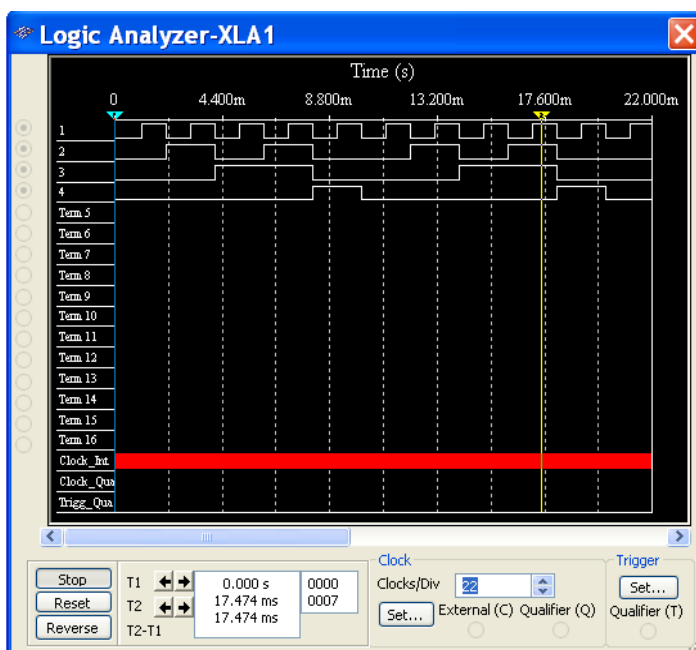 Logic Analyzer-XLA1
Time (s)
0 4.400m 8.800m 13.200m 17.600m 22.000m
1
2
3
4
Term 5
Term 6
Term 7
Term 8
Term 9
Term 10
Term 11
Term 12
Term 13
Term 14
Term 15
Term 16
Clock_Int
Clock_Qua
Trigg_Qua
Stop
Reset
Reverse
T1 0.000 s 0000
T2 17.474 ms 0007
T2-T1 17.474 ms
Clock
Clocks/Div 22
Set... External (C) Qualifier (Q)
Trigger
Set...
Qualifier (T)